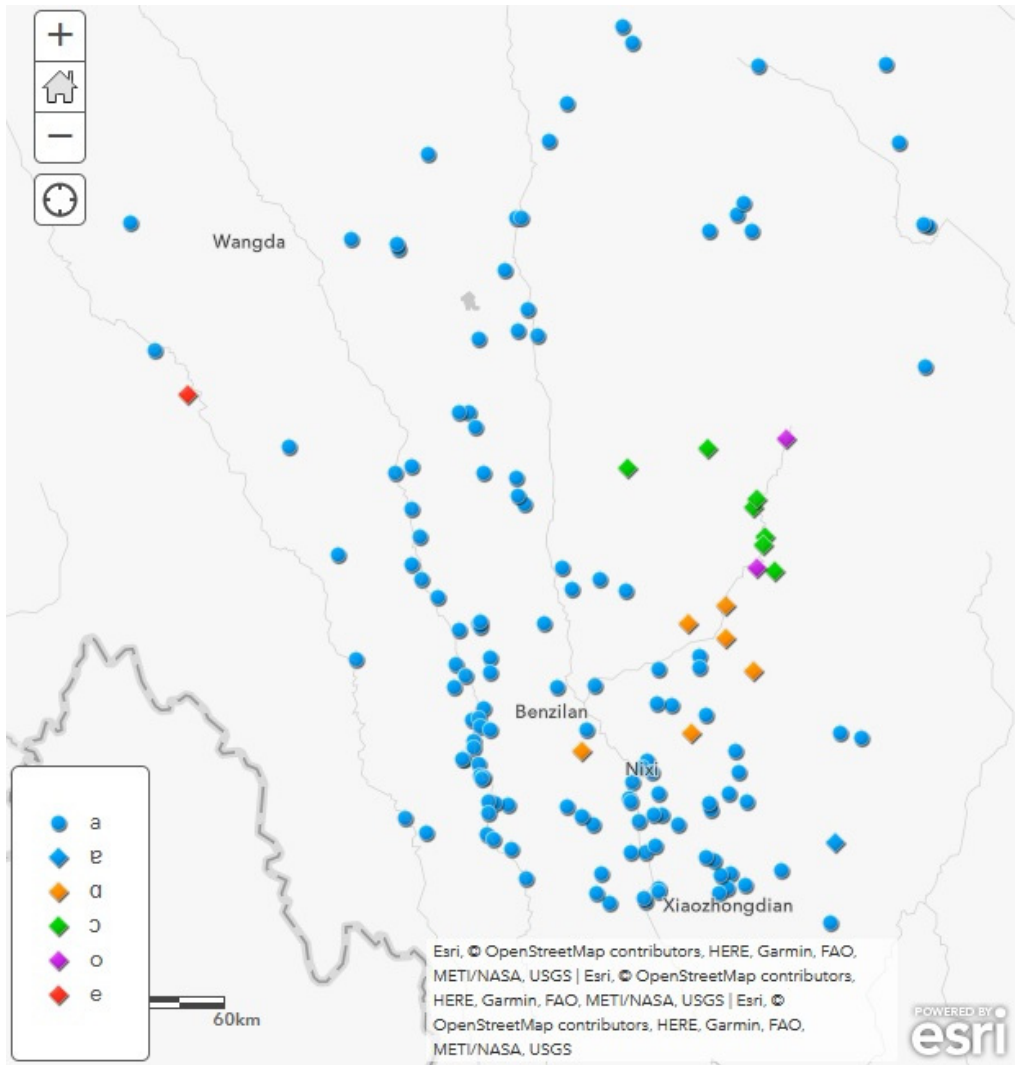 +
−
Wangda
Benzilan
Nixi
Xiaozhongdian
a
ɐ
ɑ
ɔ
o
e
60km
Esri, © OpenStreetMap contributors, HERE, Garmin, FAO,
METI/NASA, USGS | Esri, © OpenStreetMap contributors,
HERE, Garmin, FAO, METI/NASA, USGS | Esri, ©
OpenStreetMap contributors, HERE, Garmin, FAO,
METI/NASA, USGS
POWERED BY
esri